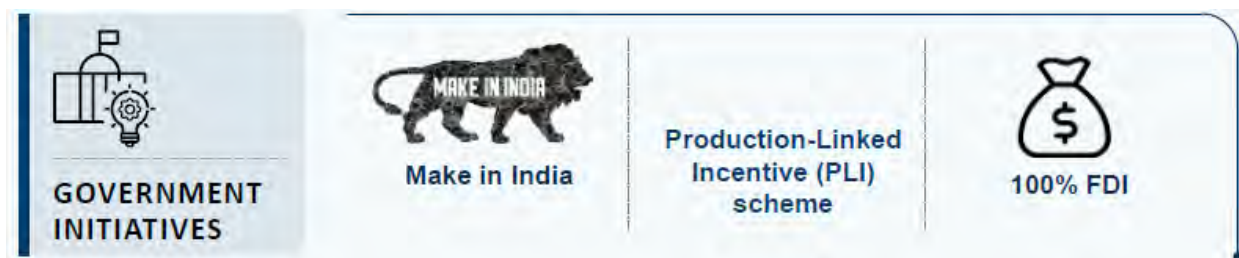 GOVERNMENT
INITIATIVES
MAKE IN INDIA
Make in India
Production-Linked
Incentive (PLI)
scheme
$
100% FDI